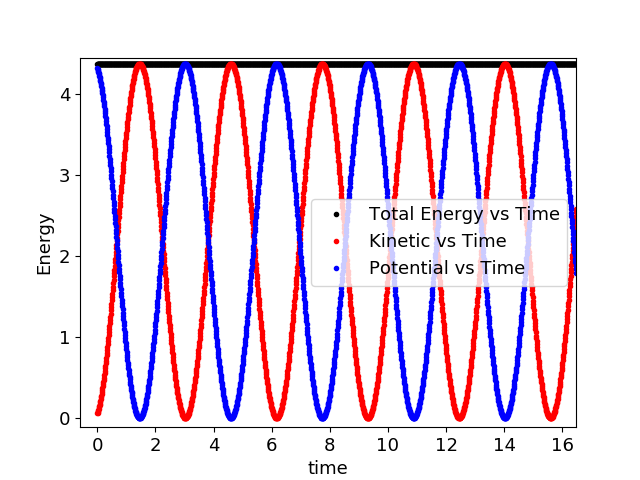 Energy
4
3
2
1
0
Total Energy vs Time
Kinetic vs Time
Potential vs Time
0 2 4 6 8 10 12 14 16
time